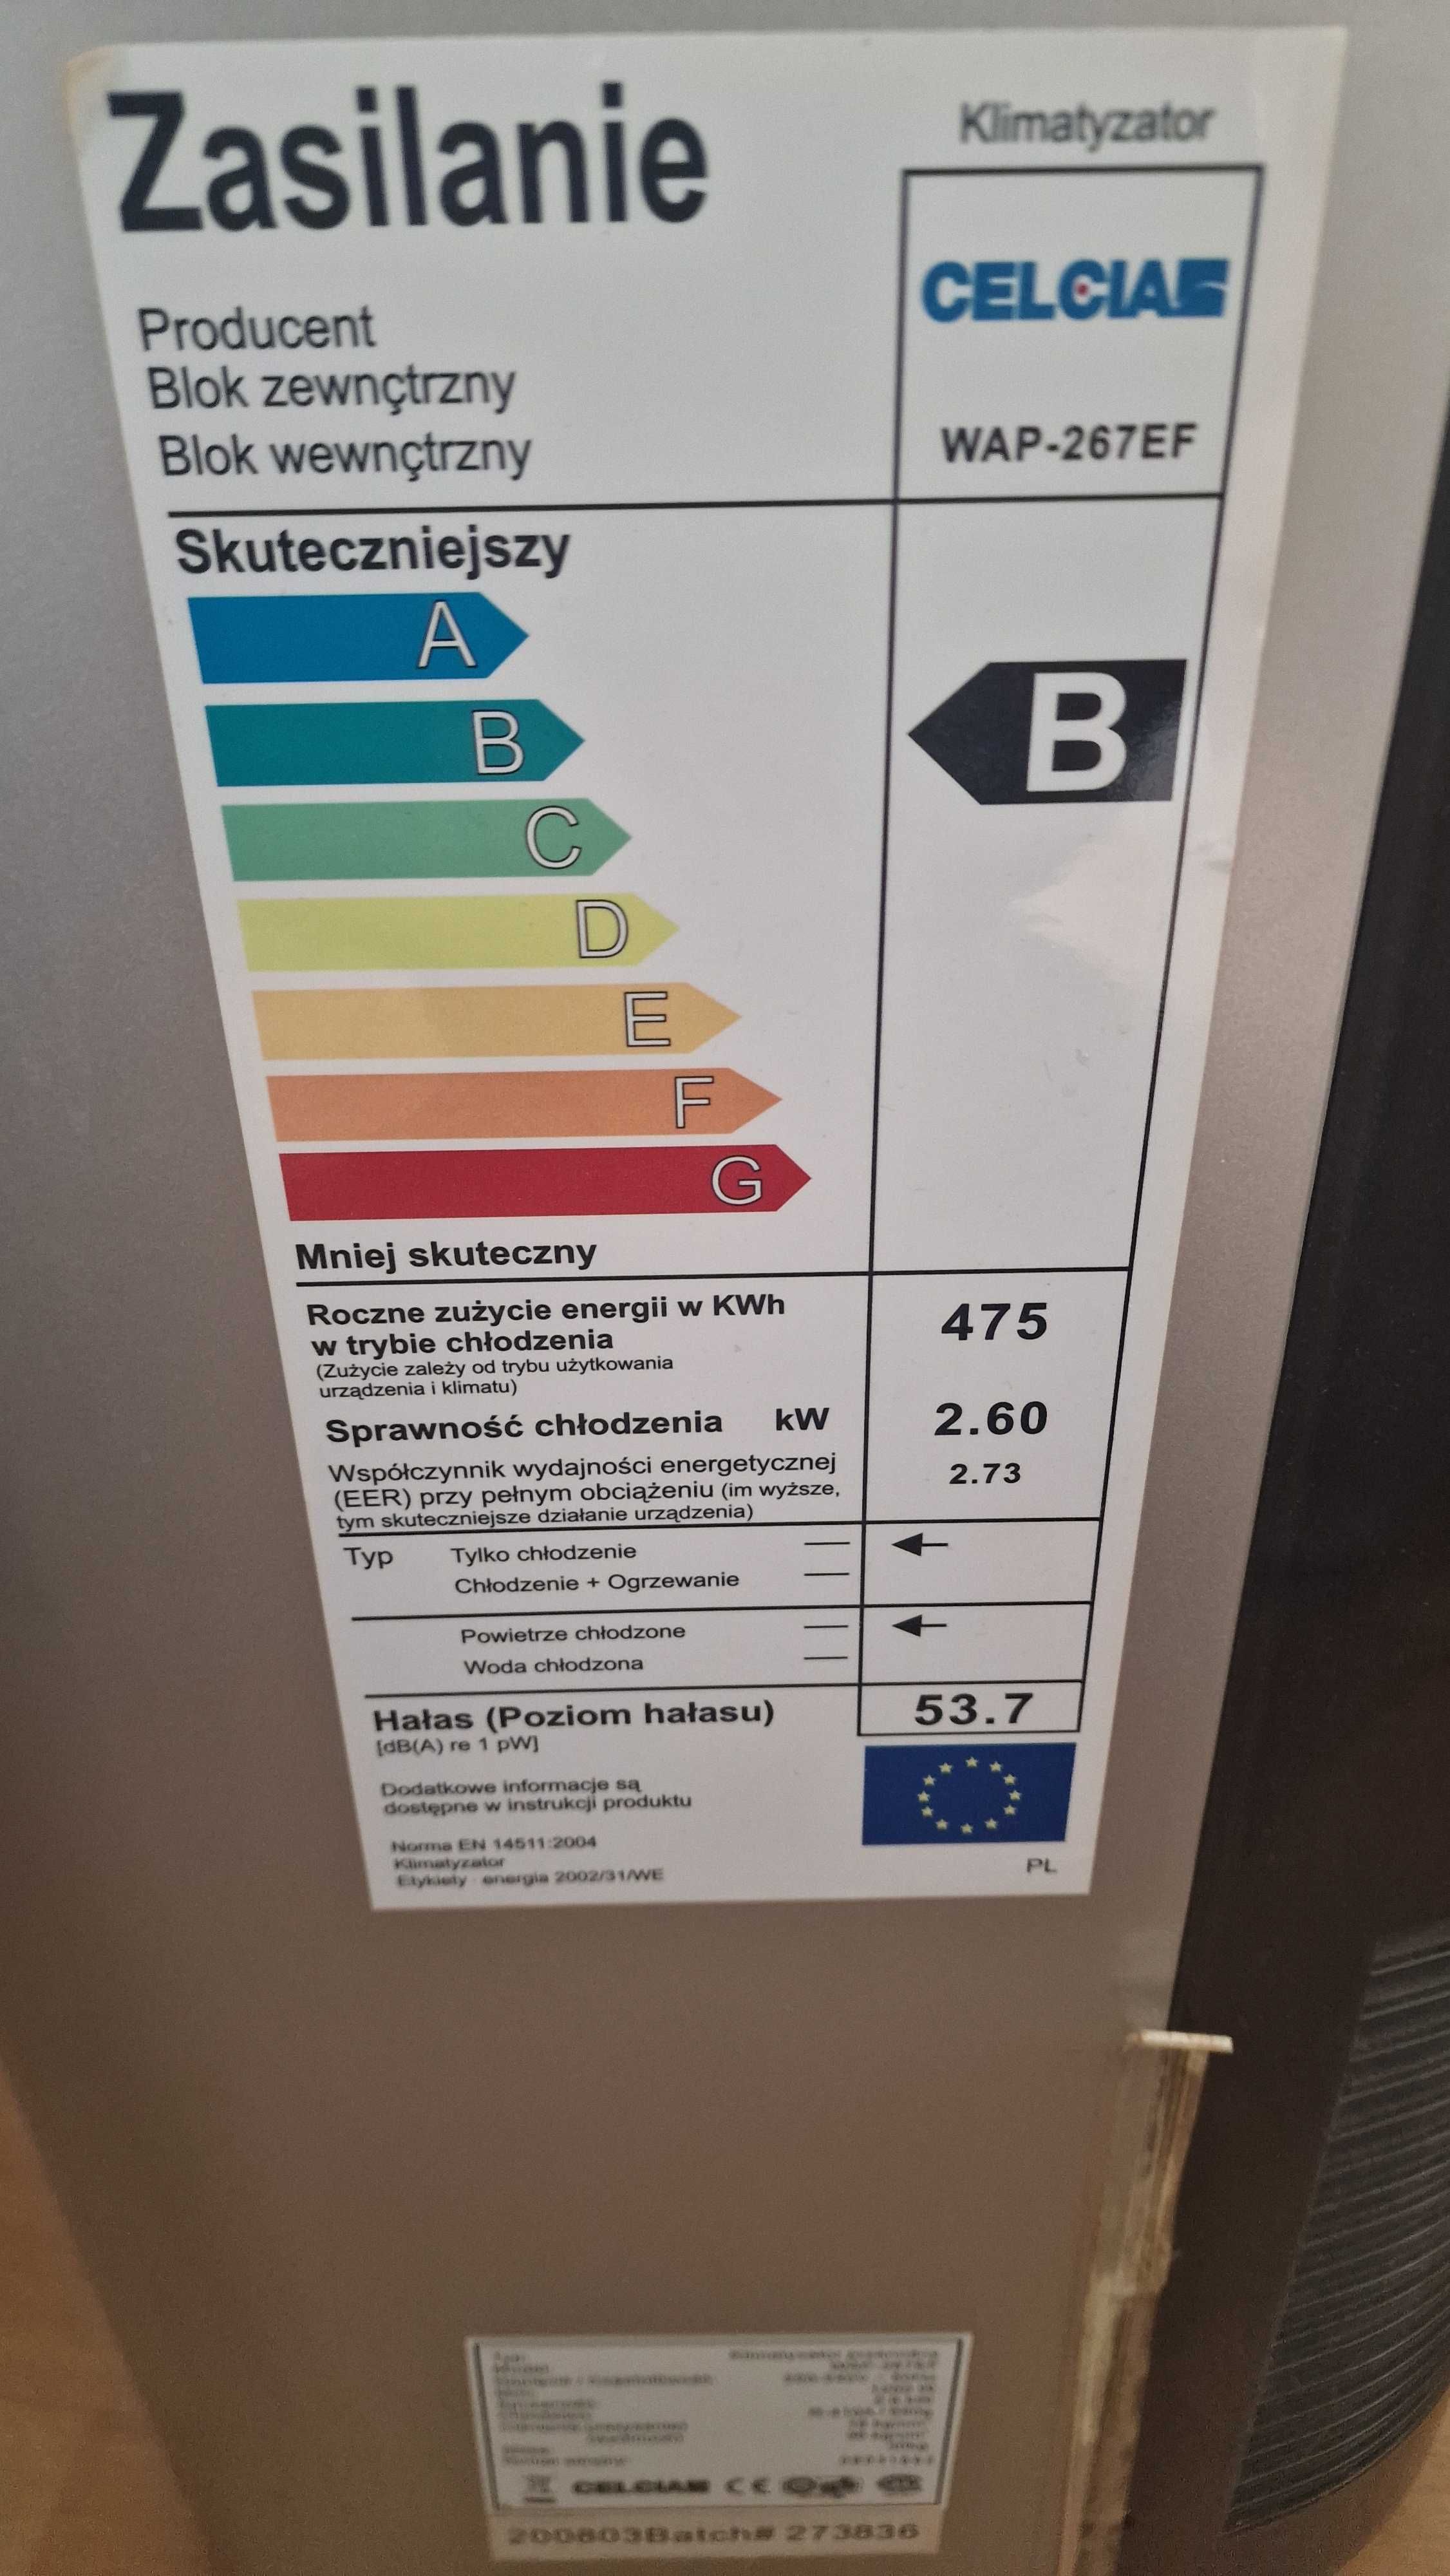 Zasilanie
Klimatyzator
CELCIA
Producent
Blok zewnçtrzny
Blok wewnçtrzny
WAP-267EF
Skuteczniejszy
A
B
B
C
D
E
F
G
Mniej skuteczny
Roczne zużycie energii w KWh
w trybie chłodzenia
475
(Zużycie zależy od trybu użytkowania
urządzenia i klimatu)
Sprawność chłodzenia kW 2.60
Współczynnik wydajności energetycznej 2.73
(EER) przy pełnym obciążeniu (im wyższe,
tym skuteczniejsze działanie urządzenia)
Typ Tylko chłodzenie
Chłodzenie + Ogrzewanie
Powietrze chłodzone
Woda chłodzona
Hałas (Poziom hałasu) 53.7
[dB(A) re 1 pW]
Dodatkowe informacje są
dostępne w instrukcji produktu
Norma EN 14511:2004
Klimatyzator
Etykiety energia 2002/31/WE
PL
CELCIA CE
200803Batch# 273836